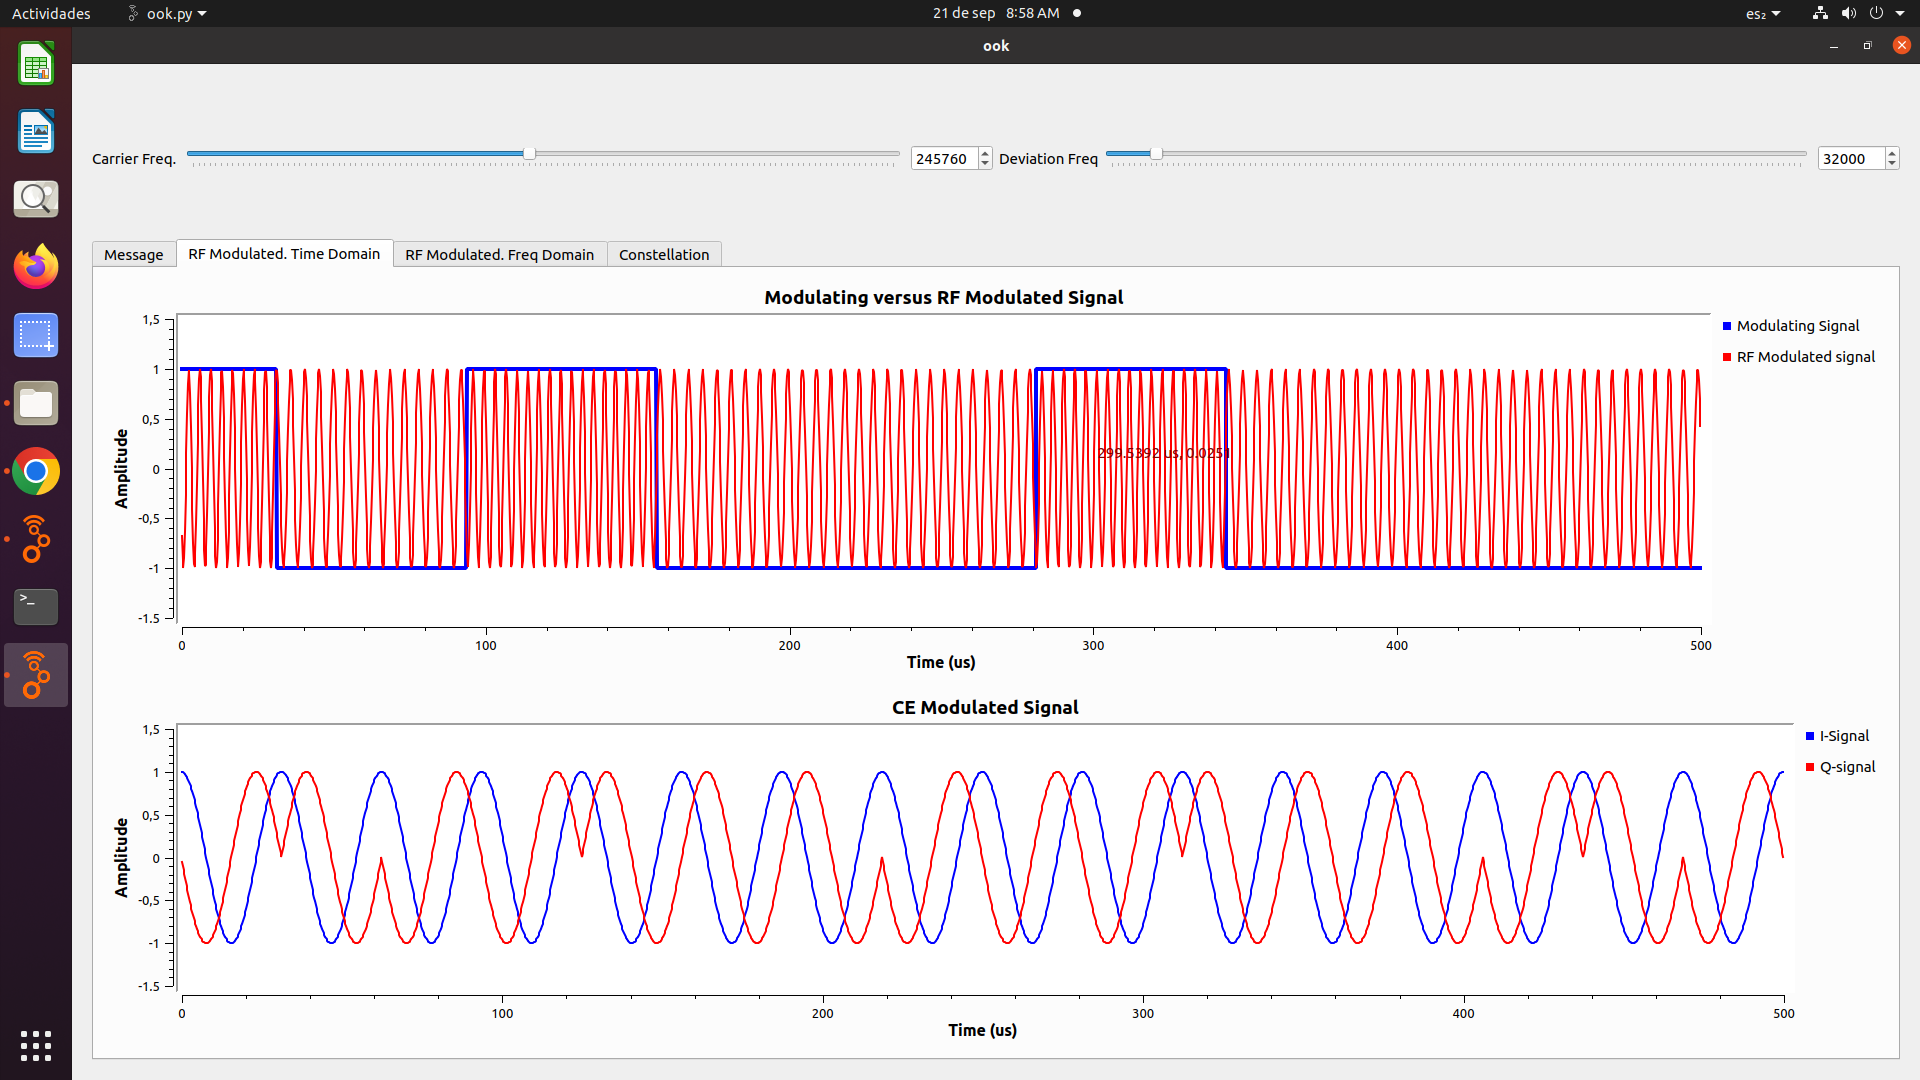 Actividades
ook.py
21 de sep 8:58 AM
es₂
ook
Carrier Freq.
245760
Deviation Freq
32000
Message
RF Modulated. Time Domain
RF Modulated. Freq Domain
Constellation
Modulating versus RF Modulated Signal
Modulating Signal
RF Modulated signal
Amplitude
1,5
1
0,5
0
-0,5
-1
-1.5
299.5392 us, 0.0251
0
100
200
300
400
500
Time (us)
CE Modulated Signal
I-Signal
Q-signal
Amplitude
1,5
1
0,5
0
-0,5
-1
-1.5
0
100
200
300
400
500
Time (us)